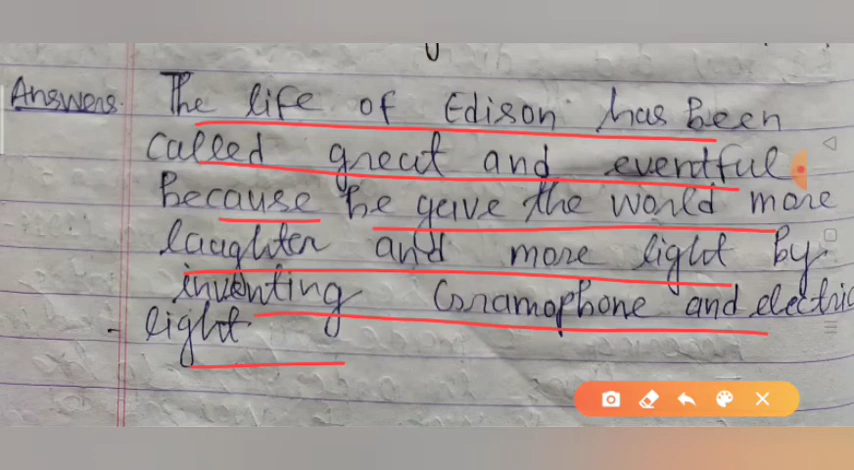 Answers. The life of Edison has been
called great and eventful
because he gave the world more
laughter and more light by
inventing Gramophone and electric
- light